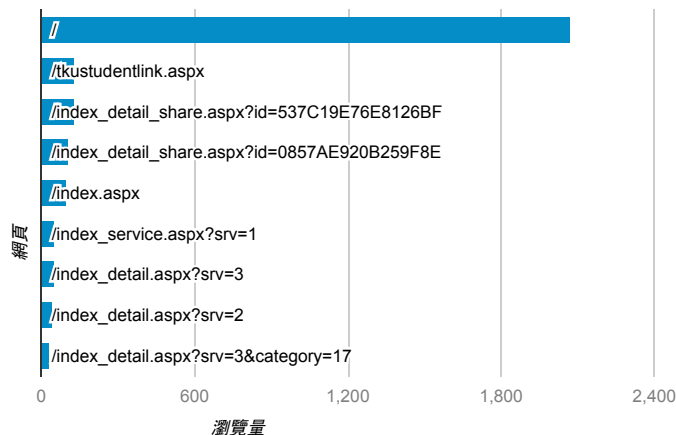 /
/tkustudentlink.aspx
/index_detail_share.aspx?id=537C19E76E8126BF
/index_detail_share.aspx?id=0857AE920B259F8E
/index.aspx
/index_service.aspx?srv=1
/index_detail.aspx?srv=3
/index_detail.aspx?srv=2
/index_detail.aspx?srv=3&category=17
網頁
0 600 1,200 1,800 2,400
瀏覽量